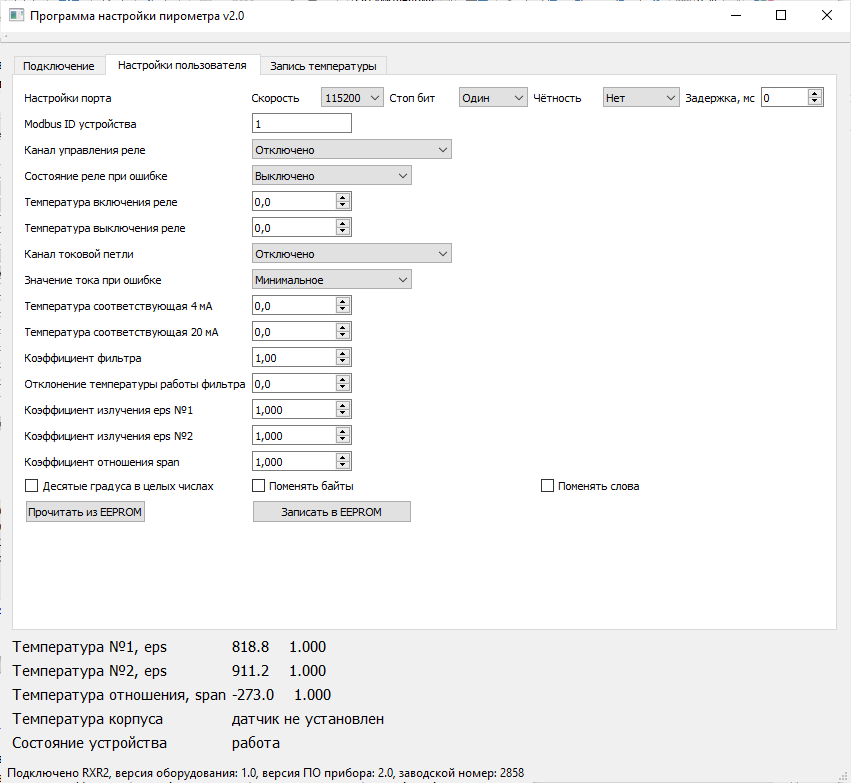 Программа настройки пирометра v2.0
Подключение Настройки пользователя Запись температуры
Настройки порта Скорость 115200 Стоп бит Один Чётность Нет Задержка, мс 0
Modbus ID устройства 1
Канал управления реле Отключено
Состояние реле при ошибке Выключено
Температура включения реле 0,0
Температура выключения реле 0,0
Канал токовой петли Отключено
Значение тока при ошибке Минимальное
Температура соответствующая 4 мА 0,0
Температура соответствующая 20 мА 0,0
Коэффициент фильтра 1,00
Отклонение температуры работы фильтра 0,0
Коэффициент излучения eps №1 1,000
Коэффициент излучения eps №2 1,000
Коэффициент отношения span 1,000
Десятые градуса в целых числах Поменять байты Поменять слова
Прочитать из EEPROM Записать в EEPROM
Температура №1, eps 818.8 1.000
Температура №2, eps 911.2 1.000
Температура отношения, span -273.0 1.000
Температура корпуса датчик не установлен
Состояние устройства работа
Подключено RXR2, версия оборудования: 1.0, версия ПО прибора: 2.0, заводской номер: 2858